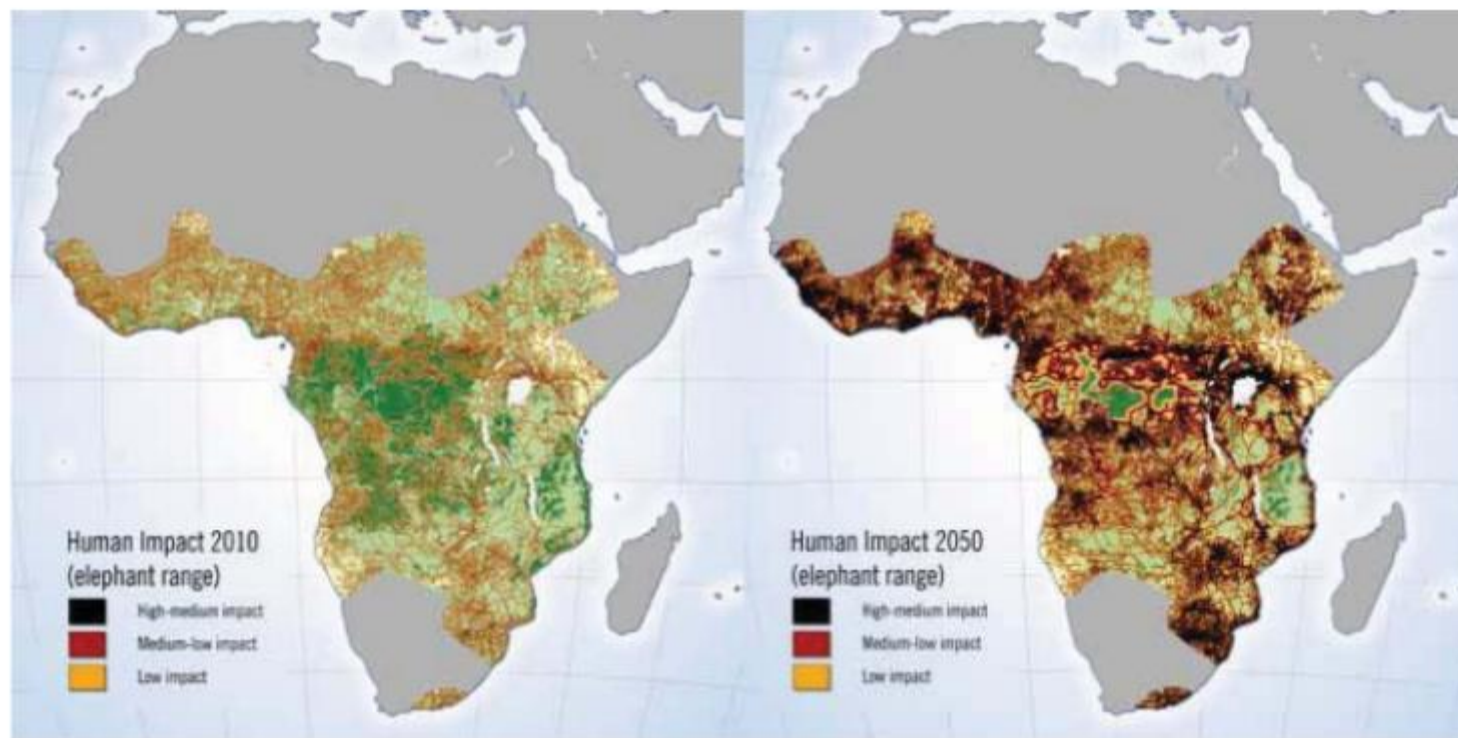 Human Impact 2010
(elephant range)
High-medium impact
Medium-low impact
Low impact
Human Impact 2050
(elephant range)
High-medium impact
Medium-low impact
Low impact